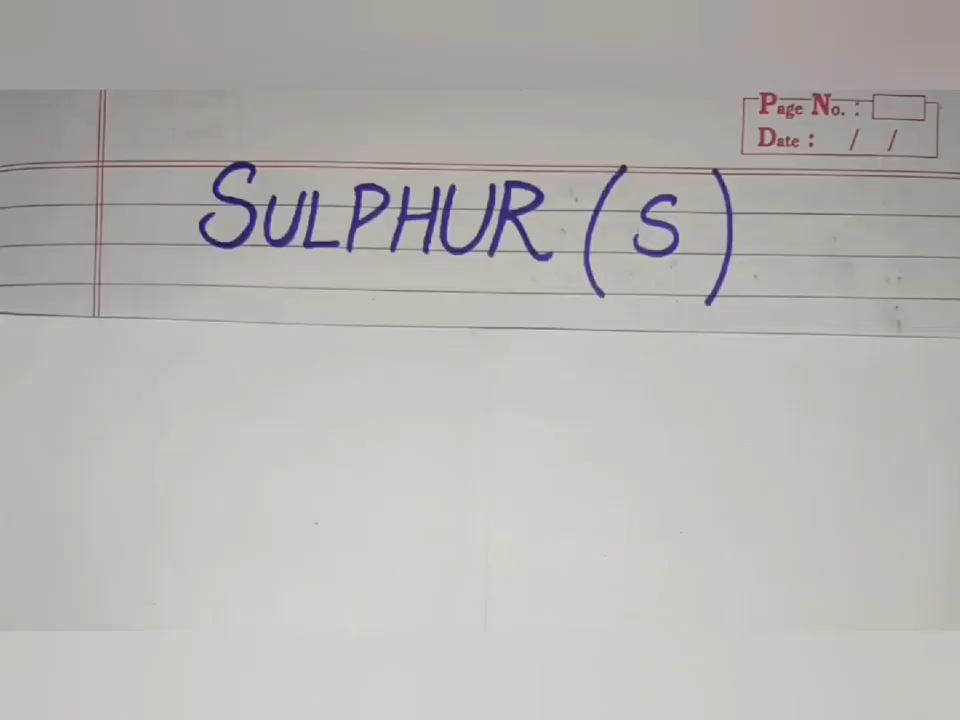 Page No. :
Date : / /
SULPHUR (S)